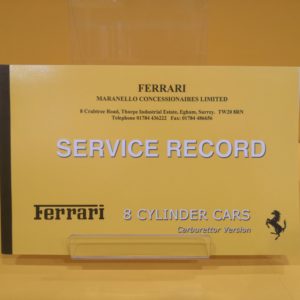 FERRARI
MARANELLO CONCESSIONAIRES LIMITED
8 Crabtree Road, Thorpe Industrial Estate, Egham, Surrey. TW20 8RN
Telephone 01784 436222 Fax: 01784 486656
SERVICE RECORD
Ferrari 8 CYLINDER CARS
Carburettor Version